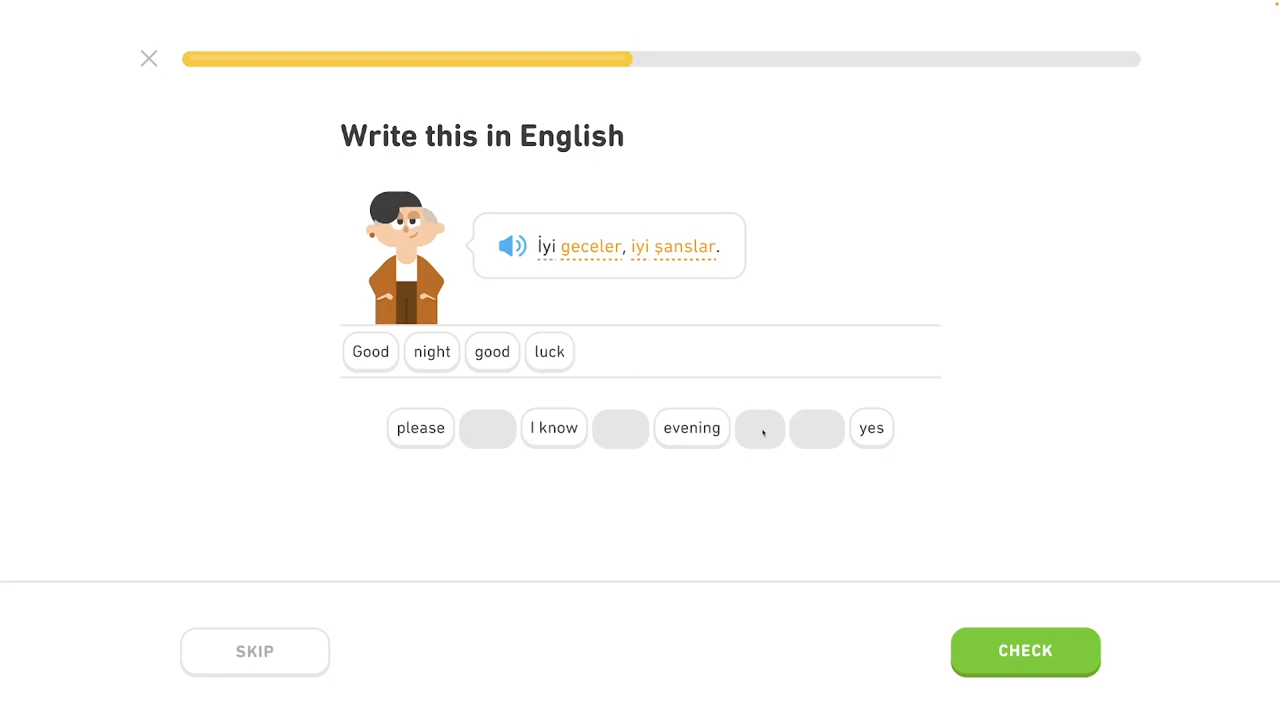 Write this in English
İyi geceler, iyi şanslar.
Good night good luck
please I know evening yes
SKIP CHECK